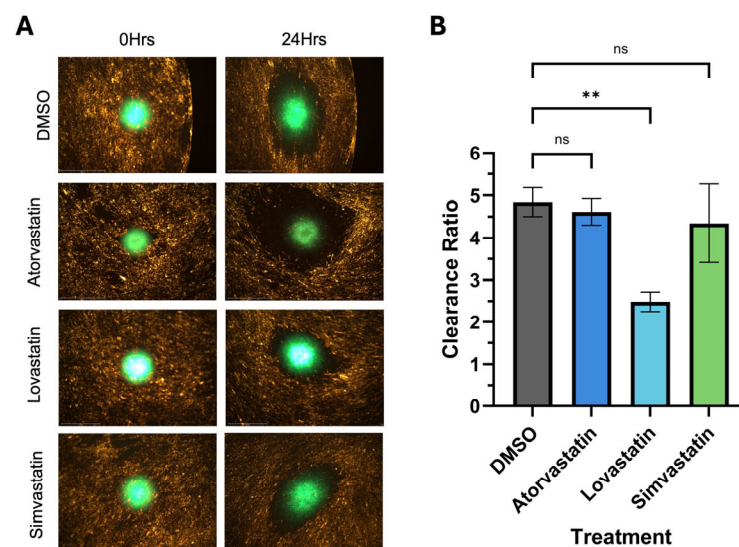 A
0Hrs 24Hrs
DMSO
Atorvastatin
Lovastatin
Simvastatin
B
ns
**
ns
Clearance Ratio
6
5
4
3
2
1
0
DMSO
Atorvastatin
Lovastatin
Simvastatin
Treatment